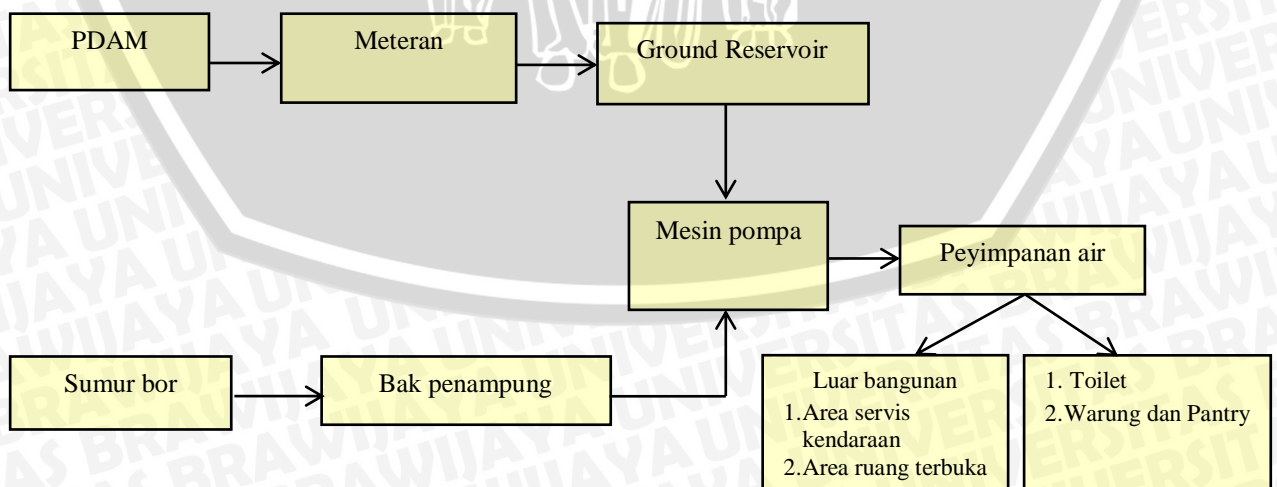 PDAM
Meteran
Ground Reservoir
Mesin pompa
Peyimpanan air
Sumur bor
Bak penampung
Luar bangunan
1.Area servis
kendaraan
2.Area ruang terbuka
1. Toilet
2.Warung dan Pantry